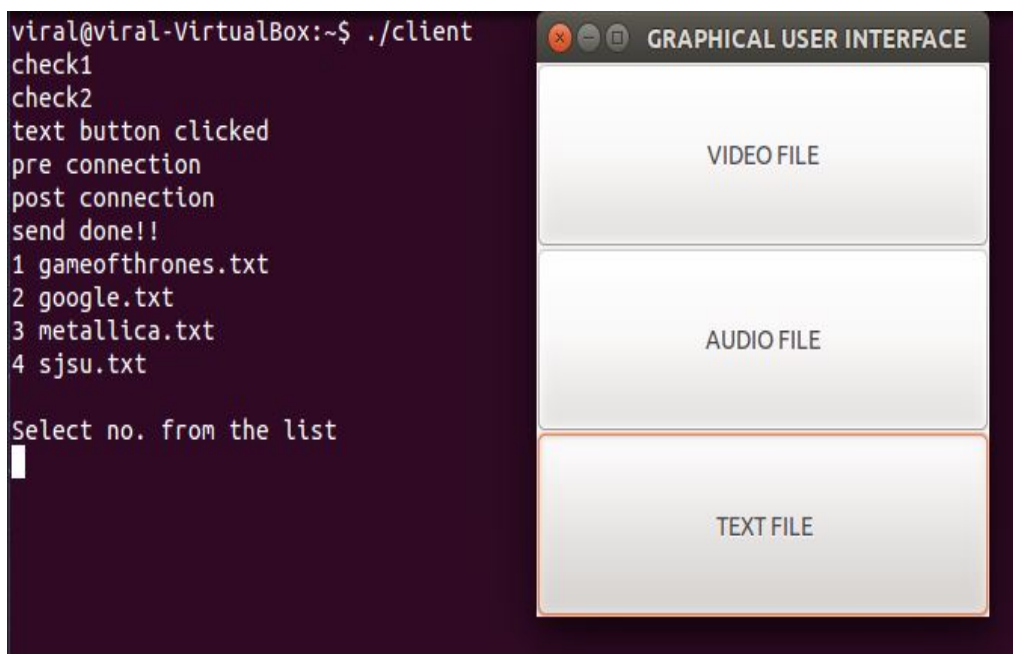 viral@viral-VirtualBox:~$ ./client
check1
check2
text button clicked
pre connection
post connection
send done!!
1 gameofthrones.txt
2 google.txt
3 metallica.txt
4 sjsu.txt
Select no. from the list
GRAPHICAL USER INTERFACE
VIDEO FILE
AUDIO FILE
TEXT FILE